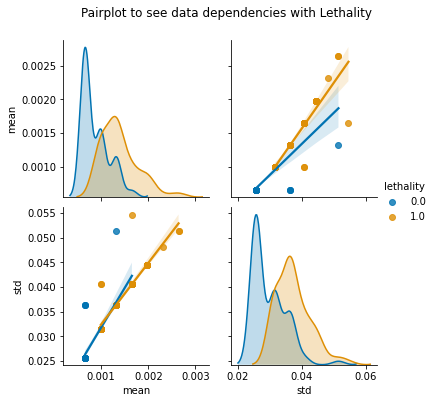 Pairplot to see data dependencies with Lethality
0.0025
0.0020
0.0015
0.0010
mean
lethality
0.0
1.0
0.055
0.050
0.045
0.040
0.035
0.030
0.025
std
0.001 0.002 0.003
mean
0.02 0.04 0.06
std